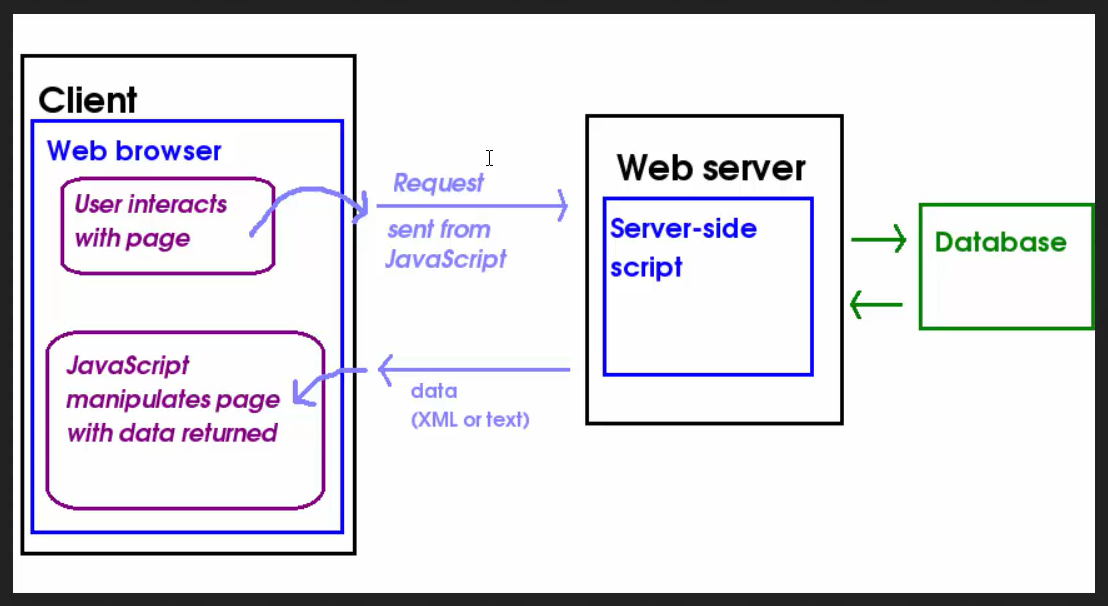 Client
Web browser
User interacts
with page
JavaScript
manipulates page
with data returned
Request
sent from
JavaScript
data
(XML or text)
Web server
Server-side
script
Database